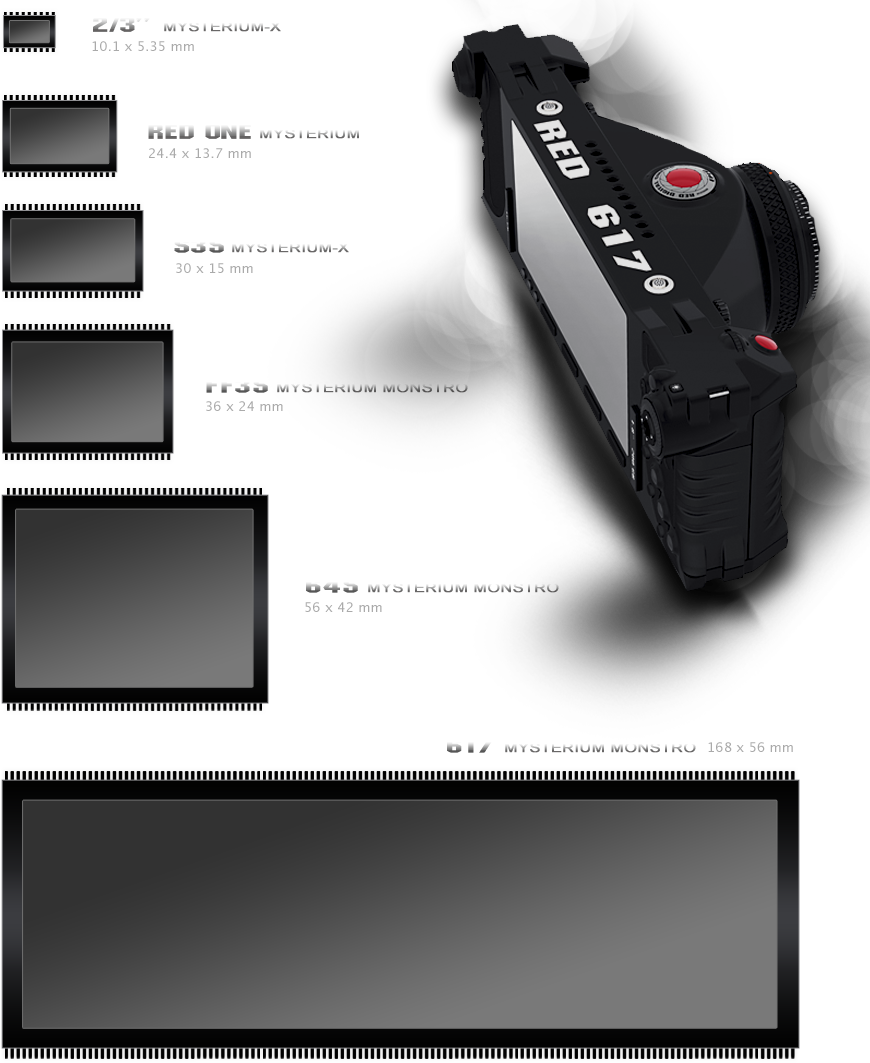 2/3" MYSTERIUM-X
10.1 x 5.35 mm
RED ONE MYSTERIUM
24.4 x 13.7 mm
S35 MYSTERIUM-X
30 x 15 mm
FF35 MYSTERIUM MONSTRO
36 x 24 mm
645 MYSTERIUM MONSTRO
56 x 42 mm
617 MYSTERIUM MONSTRO 168 x 56 mm
RED 617